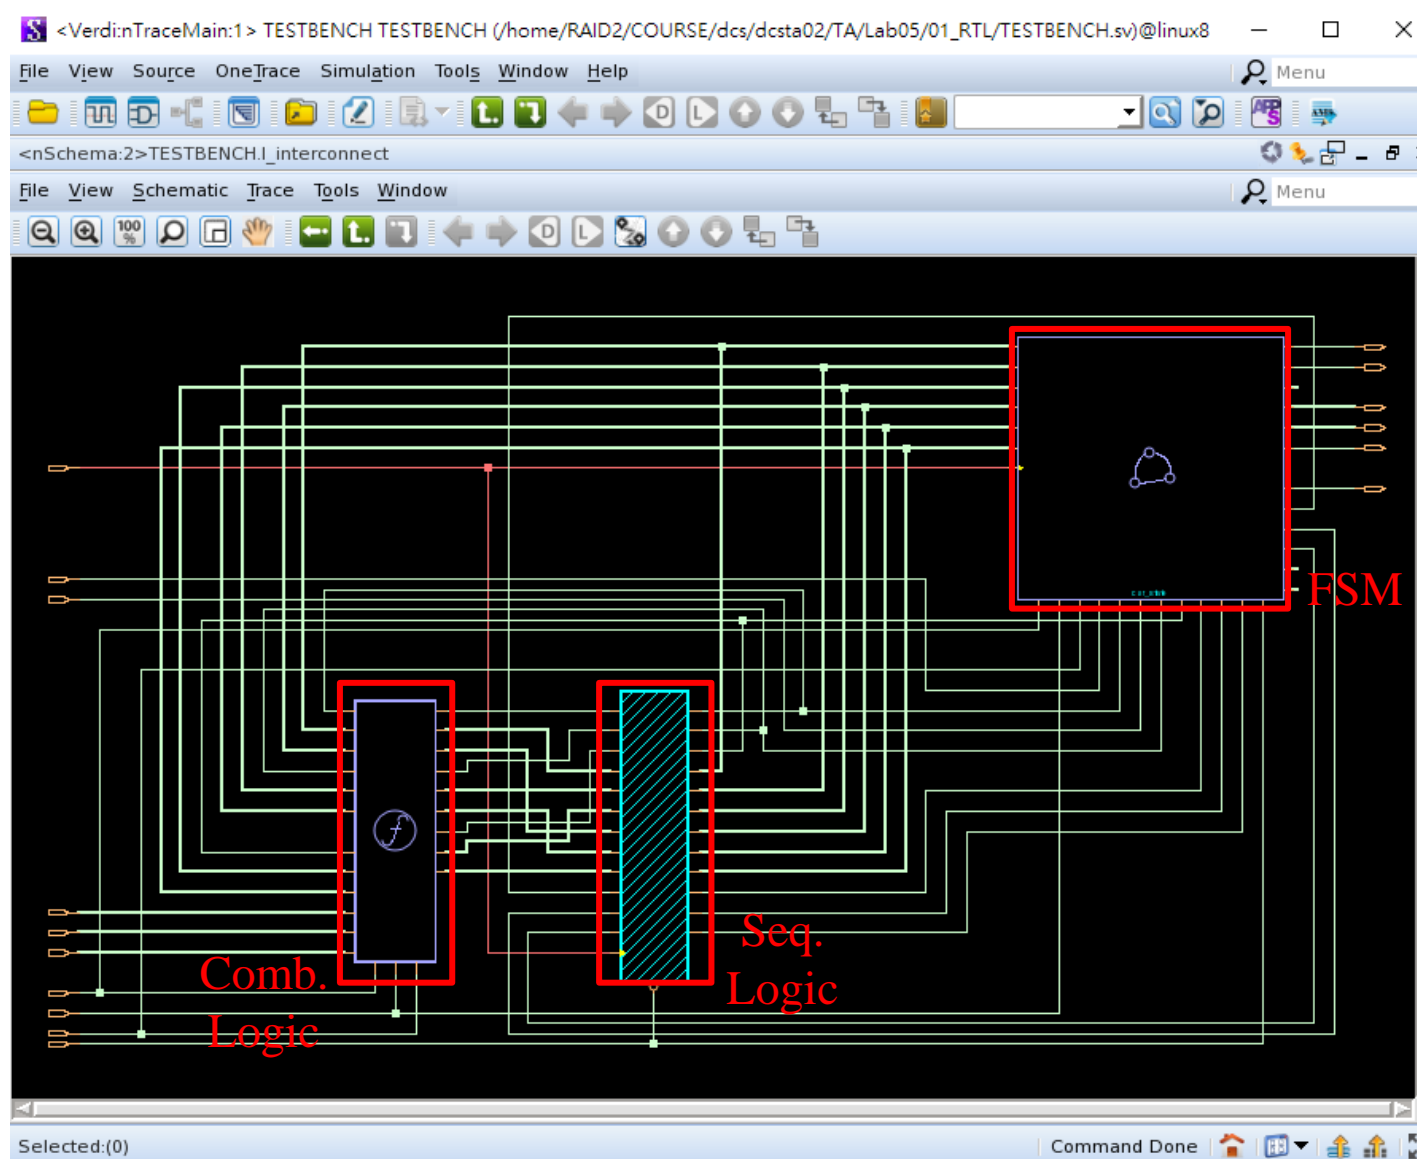 <Verdi:nTraceMain:1> TESTBENCH TESTBENCH (/home/RAID2/COURSE/dcs/dcsta02/TA/Lab05/01_RTL/TESTBENCH.sv)@linux8
File View Source OneTrace Simulation Tools Window Help Menu
<nSchema:2>TESTBENCH.I_interconnect
File View Schematic Trace Tools Window Menu
100
%
FSM
Comb.
Logic
Seq.
Logic
Selected:(0) Command Done